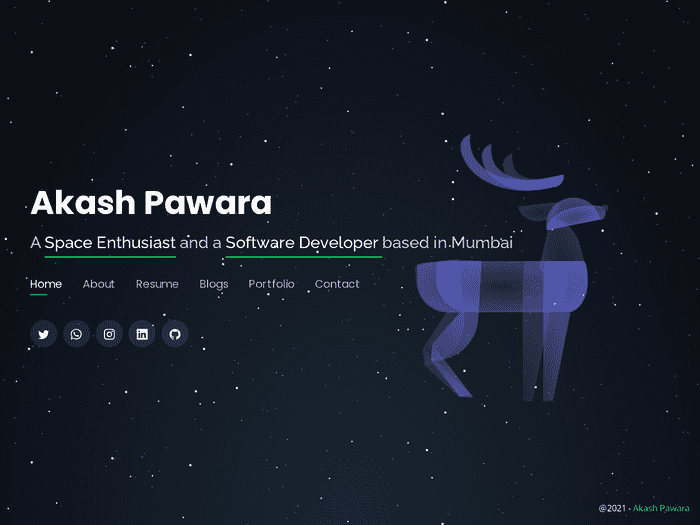 Akash Pawara
A Space Enthusiast and a Software Developer based in Mumbai
Home About Resume Blogs Portfolio Contact
@2021 - Akash Pawara